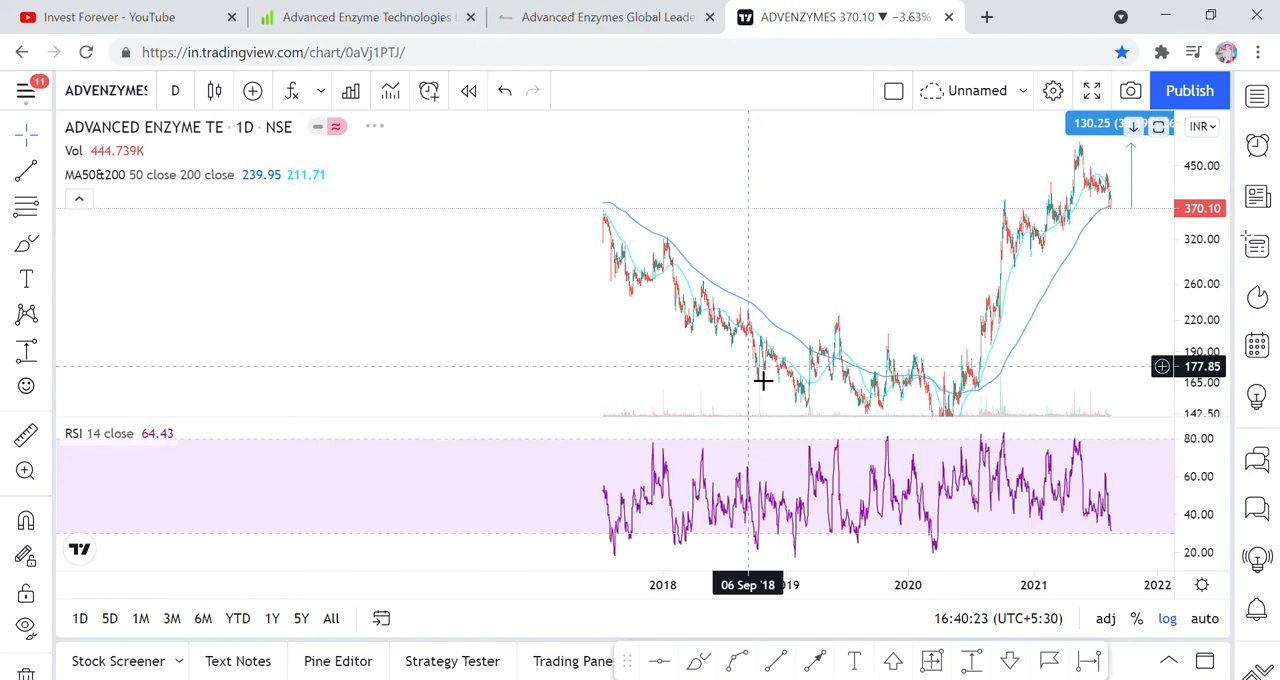 Invest Forever - YouTube
Advanced Enzyme Technologies
Advanced Enzymes Global Leade
ADVENZYMES 370.10 ▼ −3.63%
https://in.tradingview.com/chart/0aVj1PTJ/
11
ADVENZYMES
D
Unnamed
Publish
ADVANCED ENZYME TE · 1D · NSE
130.25
INR
Vol 444.739K
450.00
MA50&200 50 close 200 close 239.95 211.71
370.10
320.00
260.00
220.00
190.00
177.85
165.00
142.50
RSI 14 close 64.43
80.00
60.00
40.00
20.00
2018
06 Sep '18
2020
2021
2022
1D 5D 1M 3M 6M YTD 1Y 5Y All
16:40:23 (UTC+5:30)
adj % log auto
Stock Screener
Text Notes
Pine Editor
Strategy Tester
Trading Pane